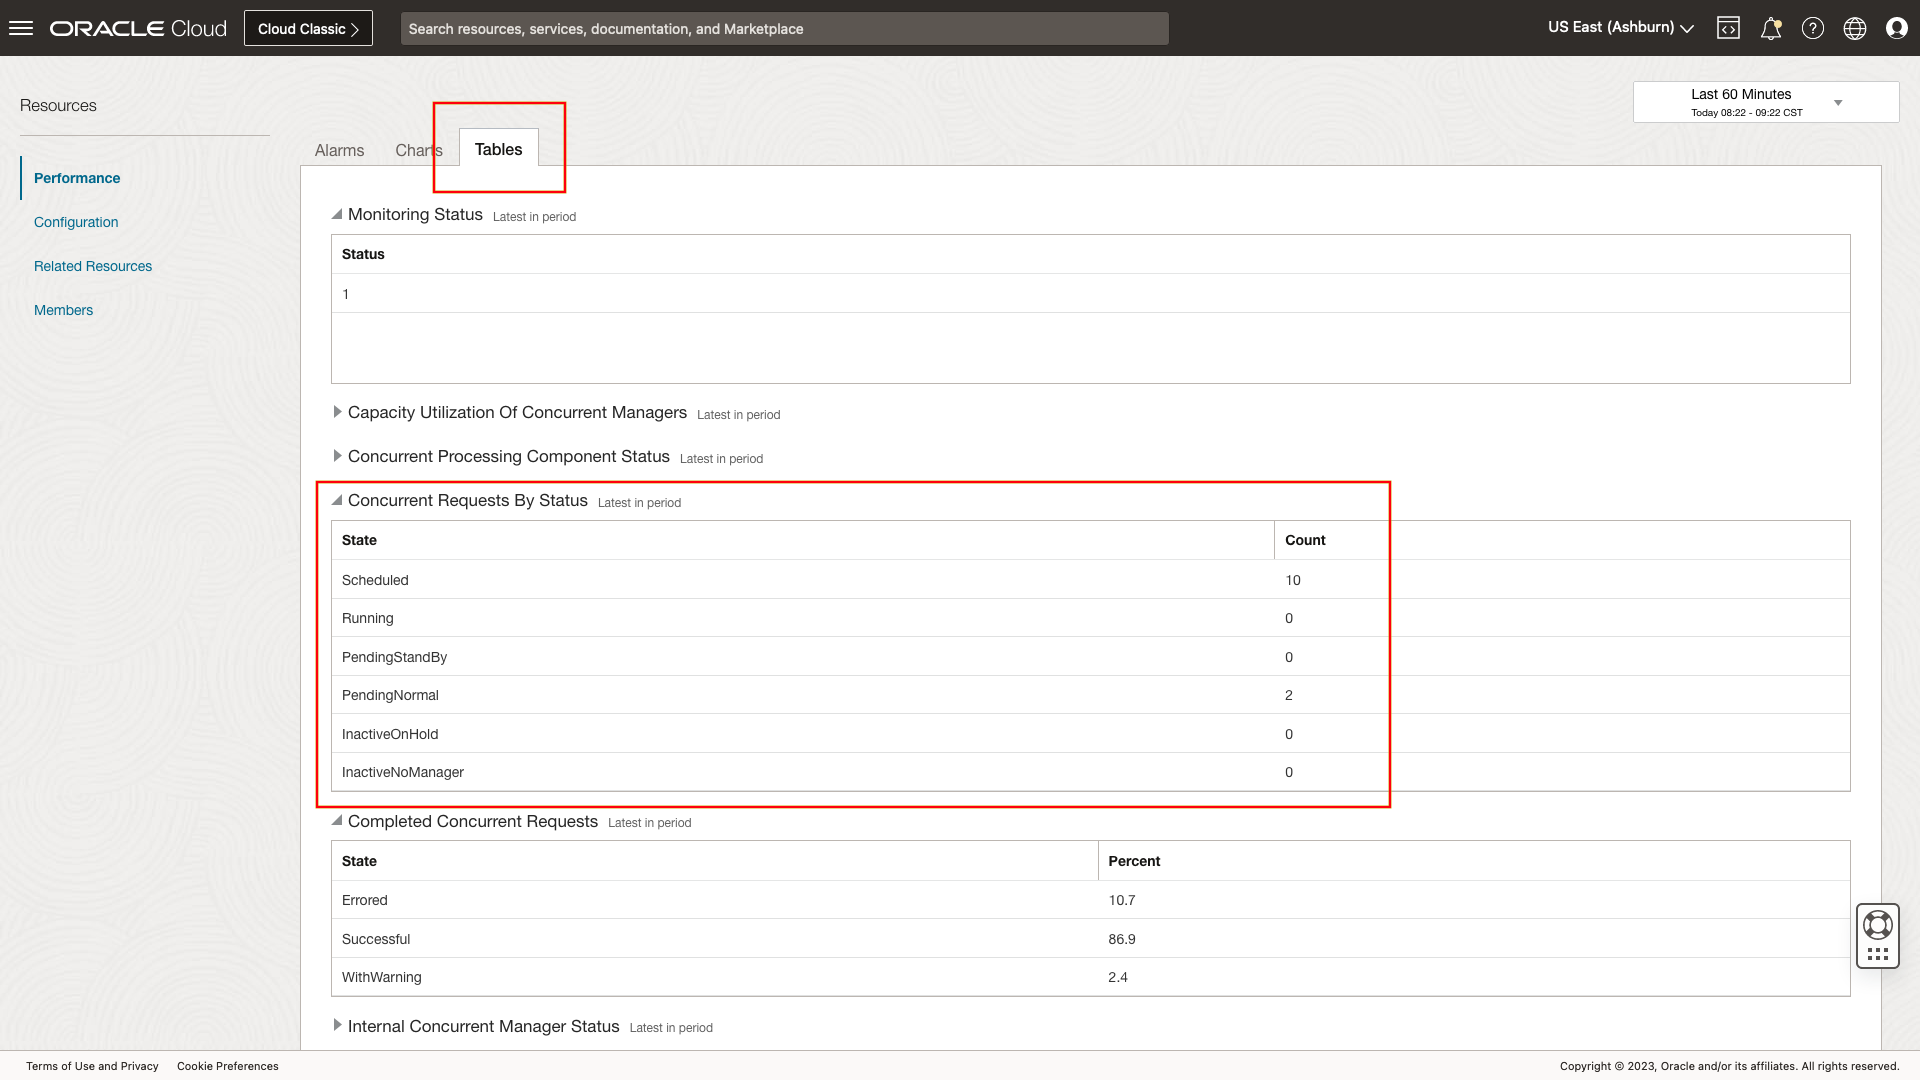 ORACLE Cloud
Cloud Classic
Search resources, services, documentation, and Marketplace
US East (Ashburn)
Resources
Performance
Configuration
Related Resources
Members
Last 60 Minutes
Today 08:22 - 09:22 CST
Alarms
Charts
Tables
Monitoring Status Latest in period
Status
1
Capacity Utilization Of Concurrent Managers Latest in period
Concurrent Processing Component Status Latest in period
Concurrent Requests By Status Latest in period
State Count
Scheduled 10
Running 0
PendingStandBy 0
PendingNormal 2
InactiveOnHold 0
InactiveNoManager 0
Completed Concurrent Requests Latest in period
State Percent
Errored 10.7
Successful 86.9
WithWarning 2.4
Internal Concurrent Manager Status Latest in period
Terms of Use and Privacy Cookie Preferences
Copyright © 2023, Oracle and/or its affiliates. All rights reserved.